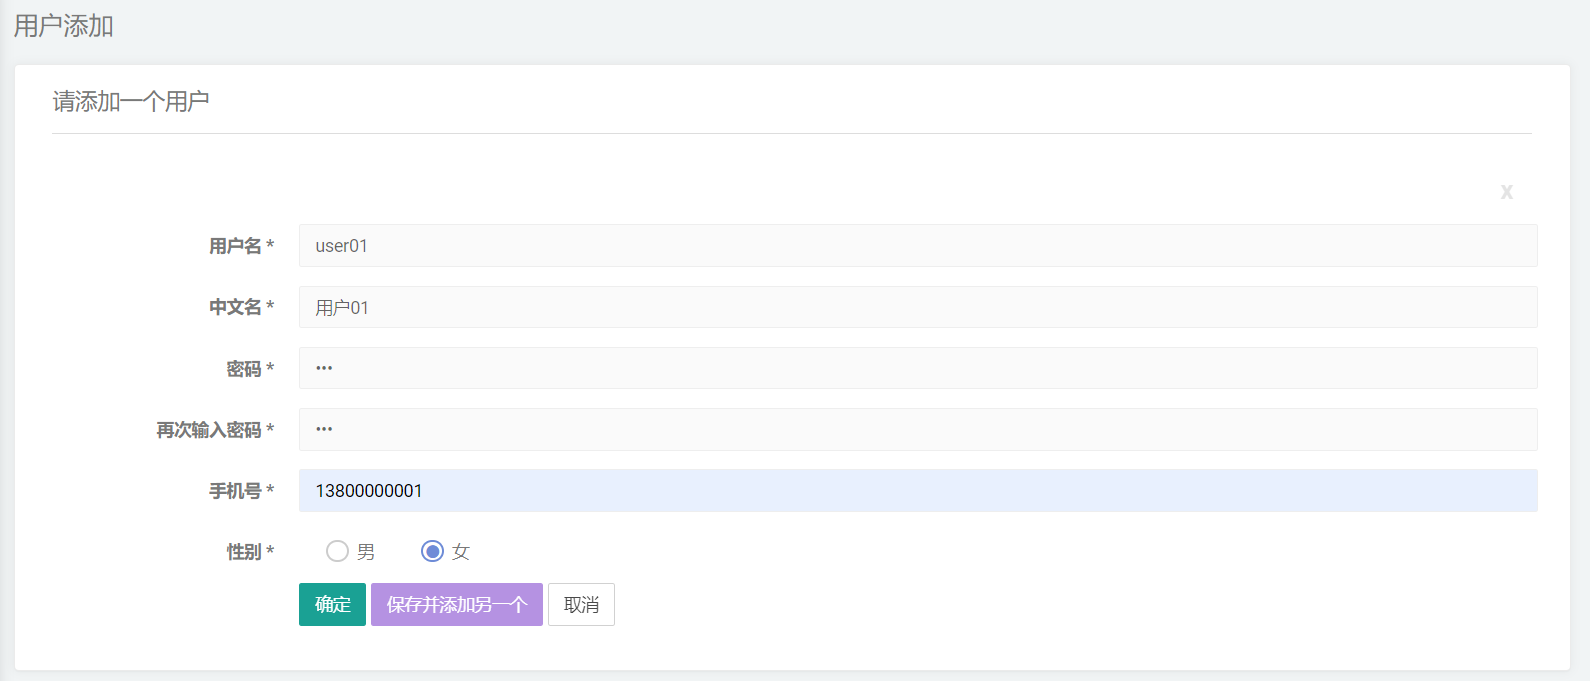 用户添加
请添加一个用户
x
用户名 * user01
中文名 * 用户01
密码 * •••
再次输入密码 * •••
手机号 * 13800000001
性别 * 男 女
确定 保存并添加另一个 取消